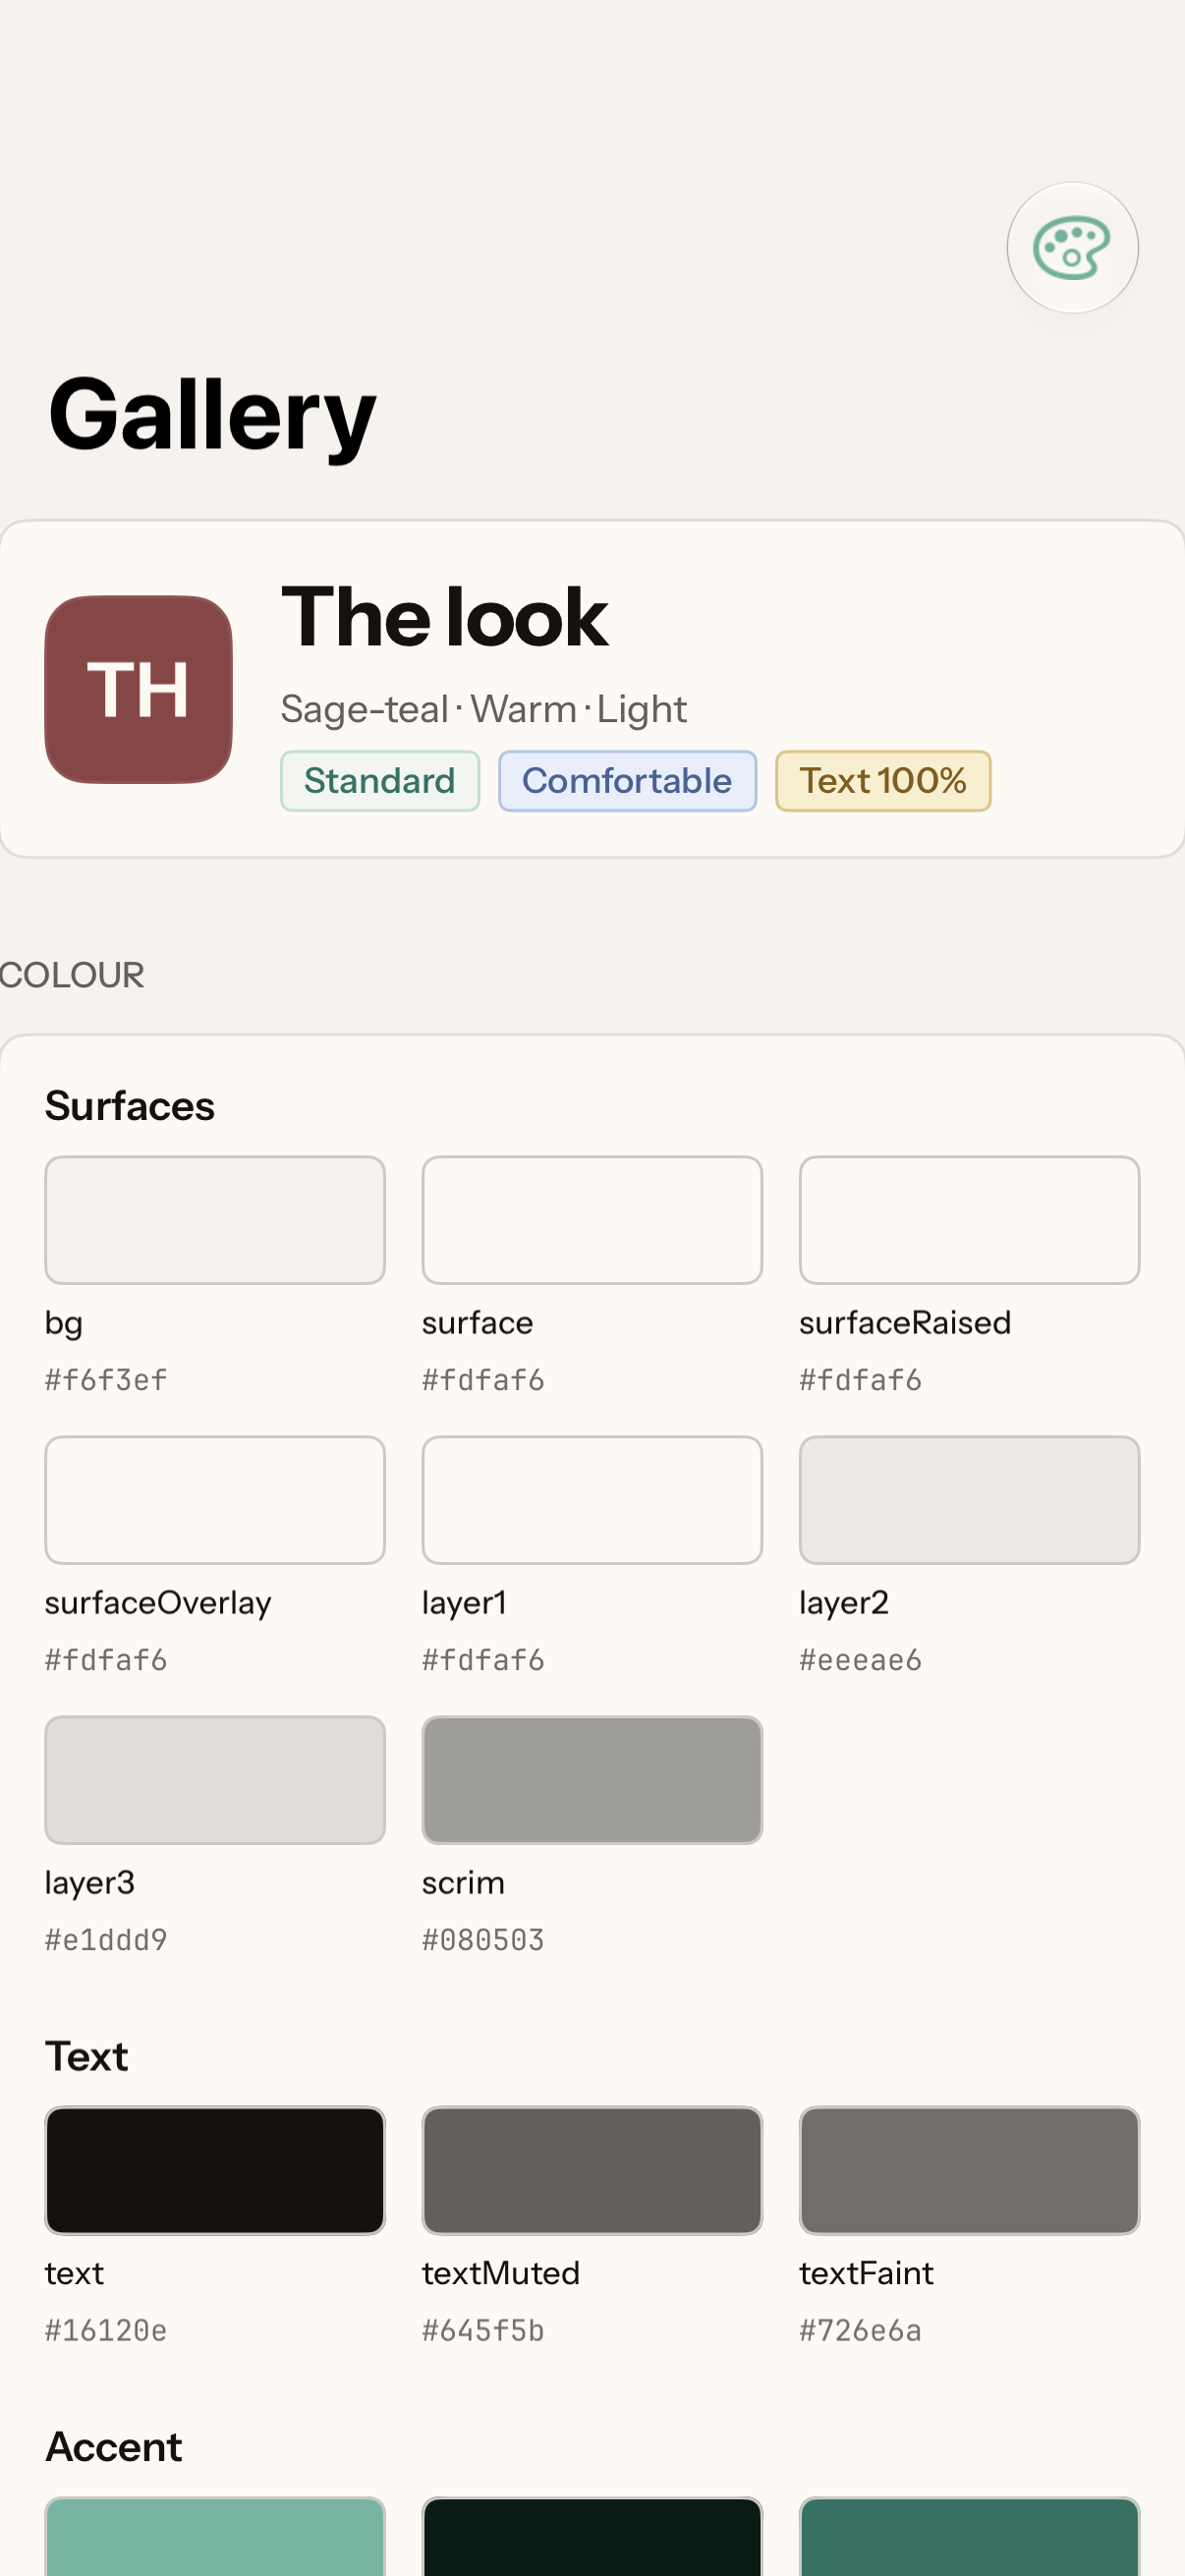 Gallery
TH
The look
Sage-teal · Warm · Light
Standard Comfortable Text 100%
COLOUR
Surfaces
bg surface surfaceRaised
#f6f3ef #fdfaf6 #fdfaf6
surfaceOverlay layer1 layer2
#fdfaf6 #fdfaf6 #eeeae6
layer3 scrim
#e1ddd9 #080503
Text
text textMuted textFaint
#16120e #645f5b #726e6a
Accent